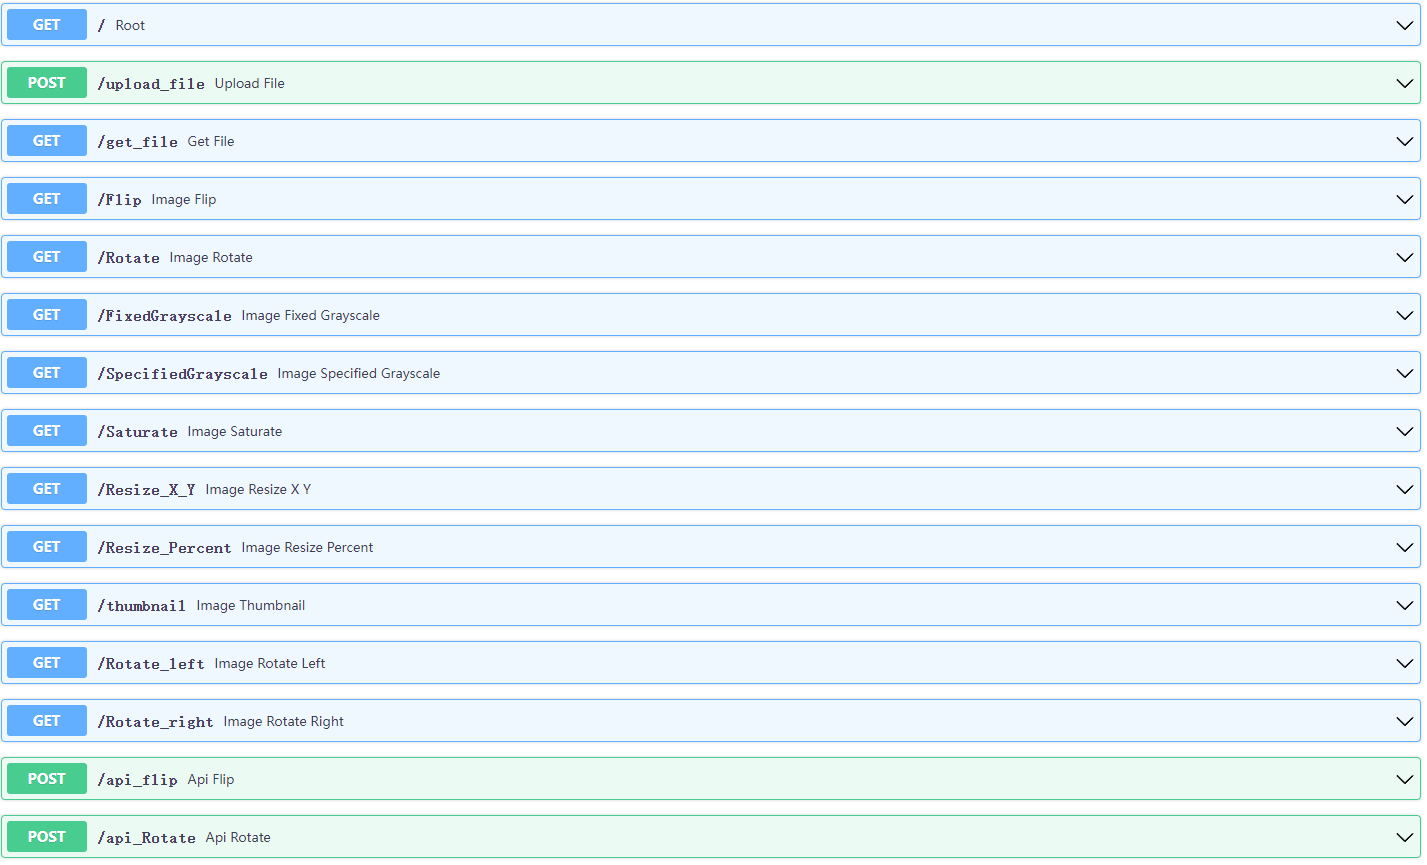 GET / Root
POST /upload_file Upload File
GET /get_file Get File
GET /Flip Image Flip
GET /Rotate Image Rotate
GET /FixedGrayscale Image Fixed Grayscale
GET /SpecifiedGrayscale Image Specified Grayscale
GET /Saturate Image Saturate
GET /Resize_X_Y Image Resize X Y
GET /Resize_Percent Image Resize Percent
GET /thumbnail Image Thumbnail
GET /Rotate_left Image Rotate Left
GET /Rotate_right Image Rotate Right
POST /api_flip Api Flip
POST /api_Rotate Api Rotate